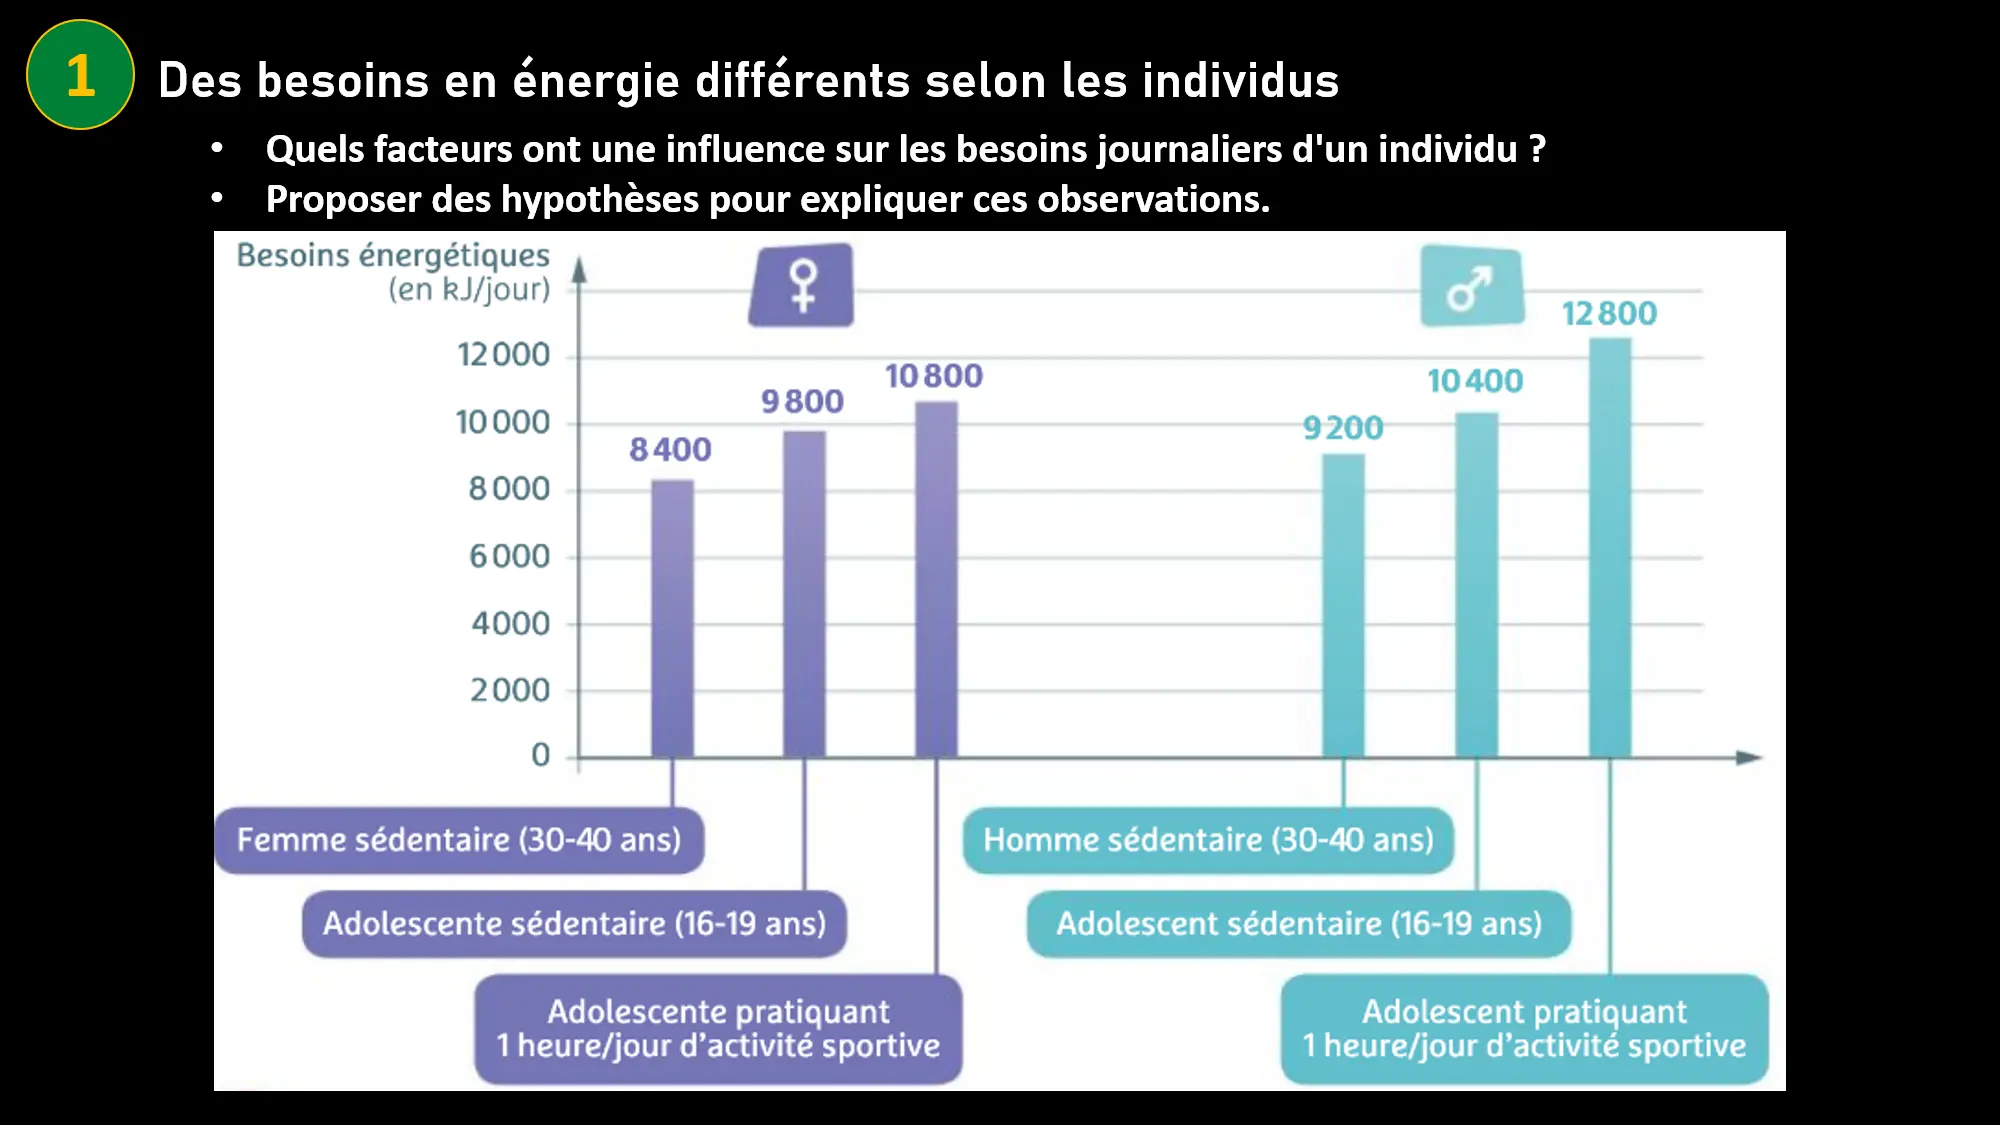 1
Des besoins en énergie différents selon les individus
• Quels facteurs ont une influence sur les besoins journaliers d'un individu ?
• Proposer des hypothèses pour expliquer ces observations.
Besoins énergétiques
(en kJ/jour)
12 000
10 000
8 000
6 000
4000
2 000
0
8 400
9 800
10 800
9 200
10 400
12 800
Femme sédentaire (30-40 ans)
Adolescente sédentaire (16-19 ans)
Adolescente pratiquant
1 heure/jour d’activité sportive
Homme sédentaire (30-40 ans)
Adolescent sédentaire (16-19 ans)
Adolescent pratiquant
1 heure/jour d’activité sportive